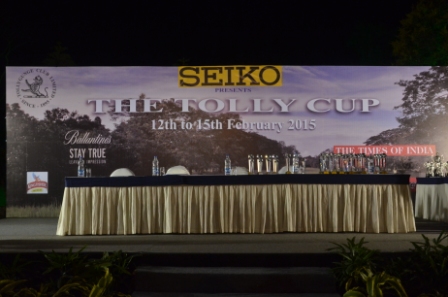 SEIKO
PRESENTS
THE TOLLY CUP
12th to 15th February 2015
Ballantine's
STAY TRUE
THE TIMES OF INDIA